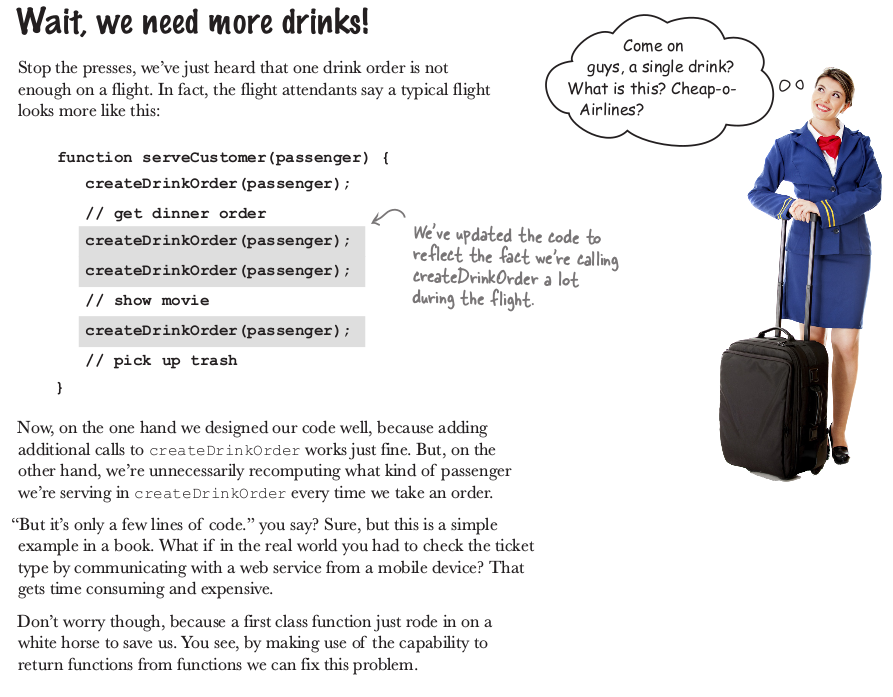 Wait, we need more drinks!
Stop the presses, we've just heard that one drink order is not
enough on a flight. In fact, the flight attendants say a typical flight
looks more like this:
Come on
guys, a single drink?
What is this? Cheap-o-
Airlines?
function serveCustomer(passenger) {
createDrinkOrder(passenger);
// get dinner order
createDrinkOrder(passenger);
createDrinkOrder(passenger);
// show movie
createDrinkOrder(passenger);
// pick up trash
}
We've updated the code to
reflect the fact we're calling
createDrinkOrder a lot
during the flight.
Now, on the one hand we designed our code well, because adding
additional calls to createDrinkOrder works just fine. But, on the
other hand, we're unnecessarily recomputing what kind of passenger
we're serving in createDrinkOrder every time we take an order.
“But it's only a few lines of code.” you say? Sure, but this is a simple
example in a book. What if in the real world you had to check the ticket
type by communicating with a web service from a mobile device? That
gets time consuming and expensive.
Don't worry though, because a first class function just rode in on a
white horse to save us. You see, by making use of the capability to
return functions from functions we can fix this problem.